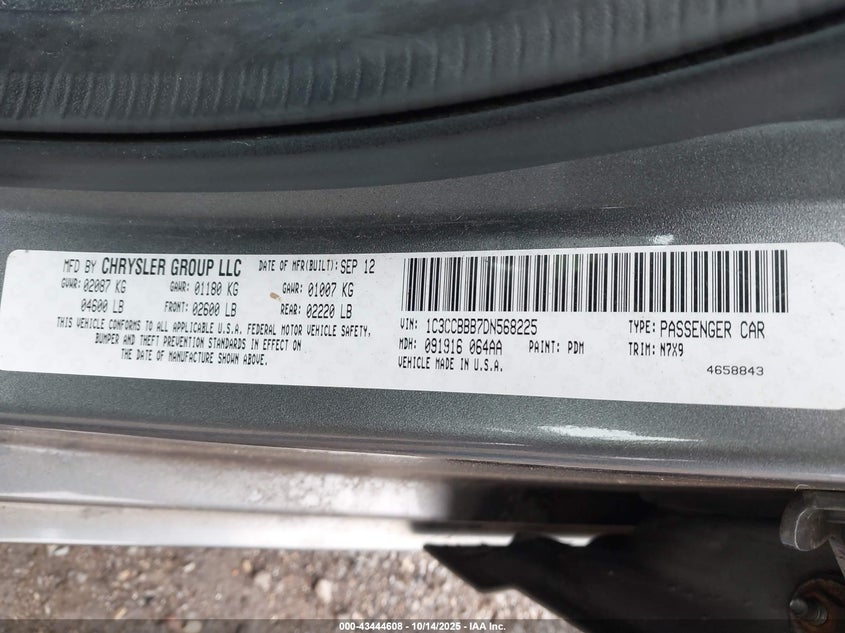 MFD BY CHRYSLER GROUP LLC DATE OF MFR(BUILT): SEP 12
GVWR: 02087 KG GAWR: 01180 KG GAWR: 01007 KG
04600 LB FRONT: 02600 LB REAR: 02220 LB
THIS VEHICLE CONFORMS TO ALL APPLICABLE U.S.A. FEDERAL MOTOR VEHICLE SAFETY,
BUMPER AND THEFT PREVENTION STANDARDS IN EFFECT ON
THE DATE OF MANUFACTURE SHOWN ABOVE.
VIN: 1C3CCBBB7DN568225 TYPE: PASSENGER CAR
MDH: 091916 064AA PAINT: PDM TRIM: N7X9
VEHICLE MADE IN U.S.A. 4658843
000-43444608 | 10/14/2025 | IAA Inc.